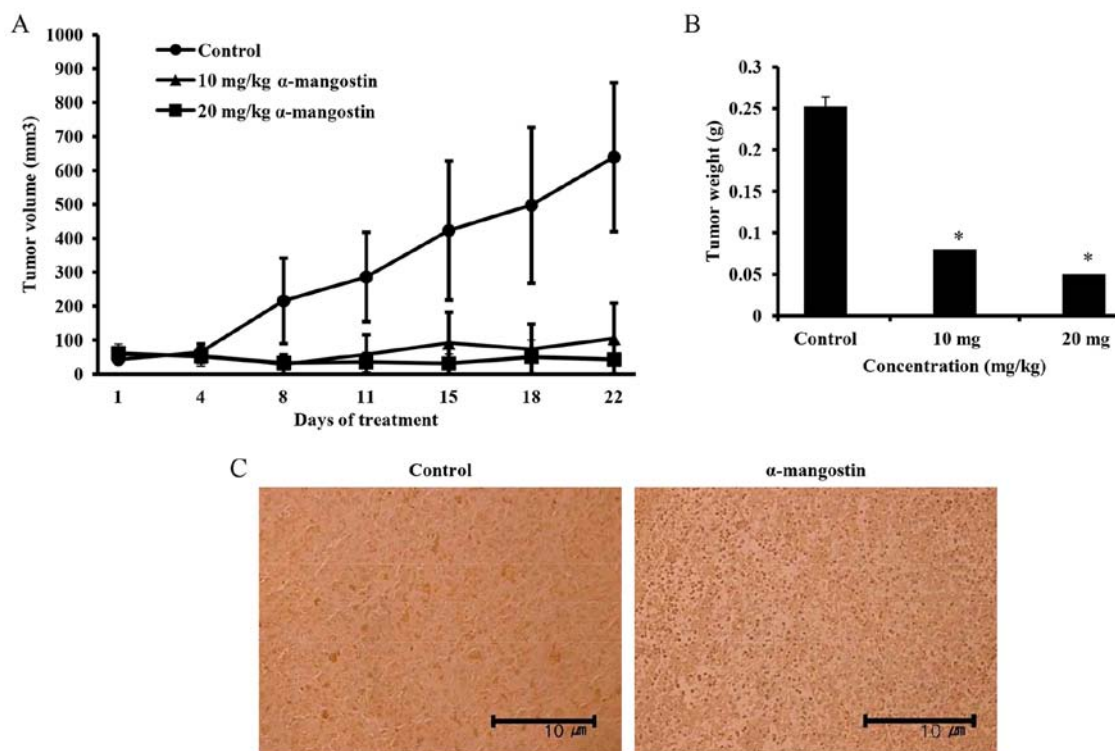 A
1000
900
800
700
600
500
400
300
200
100
0
Tumor volume (mm3)
Control
10 mg/kg α-mangostin
20 mg/kg α-mangostin
1 4 8 11 15 18 22
Days of treatment
B
0.3
0.25
0.2
0.15
0.1
0.05
0
Tumor weight (g)
*
*
Control 10 mg 20 mg
Concentration (mg/kg)
C
Control
α-mangostin
10 ㎛
10 ㎛